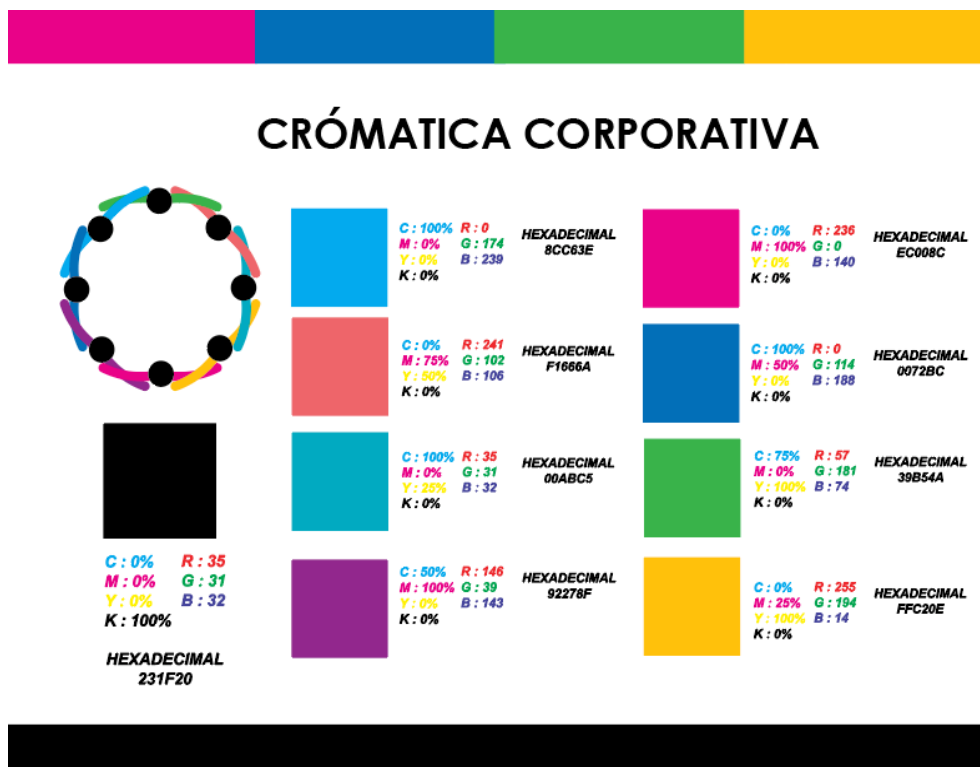 CRÓMATICA CORPORATIVA
C : 100% R : 0
M : 0% G : 174
Y : 0% B : 239
K : 0%
HEXADECIMAL
8CC63E
C : 0% R : 236
M : 100% G : 0
Y : 0% B : 140
K : 0%
HEXADECIMAL
EC008C
C : 0% R : 241
M : 75% G : 102
Y : 50% B : 106
K : 0%
HEXADECIMAL
F1666A
C : 100% R : 0
M : 50% G : 114
Y : 0% B : 188
K : 0%
HEXADECIMAL
0072BC
C : 100% R : 35
M : 0% G : 31
Y : 25% B : 32
K : 0%
HEXADECIMAL
00ABC5
C : 75% R : 57
M : 0% G : 181
Y : 100% B : 74
K : 0%
HEXADECIMAL
39B54A
C : 0% R : 35
M : 0% G : 31
Y : 0% B : 32
K : 100%
HEXADECIMAL
231F20
C : 50% R : 146
M : 100% G : 39
Y : 0% B : 143
K : 0%
HEXADECIMAL
92278F
C : 0% R : 255
M : 25% G : 194
Y : 100% B : 14
K : 0%
HEXADECIMAL
FFC20E